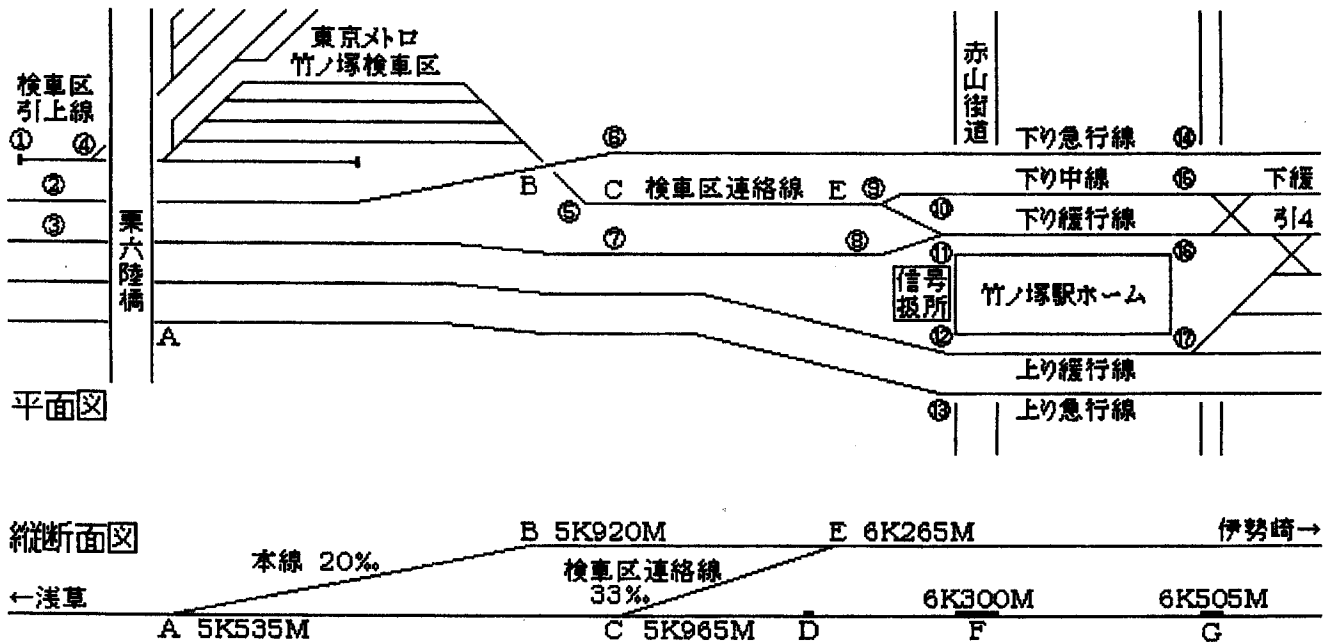 東京メトロ
竹ノ塚検車区
検車区
引上線
① ④
②
③
栗六陸橋
A
B
⑤
⑥
C 検車区連絡線 E ⑨
⑦
⑧
⑩
⑪
信号
扱所
⑫
⑬
赤山街道
下り急行線 ⑭
下り中線 ⑮ 下緩
下り緩行線 引4
⑯
竹ノ塚駅ホーム
⑰
上り緩行線
上り急行線
平面図
縦断面図
B 5K920M
E 6K265M
伊勢崎→
本線 20‰
検車区連絡線
33‰
←浅草
6K300M
6K505M
A 5K535M
C 5K965M
D
F
G